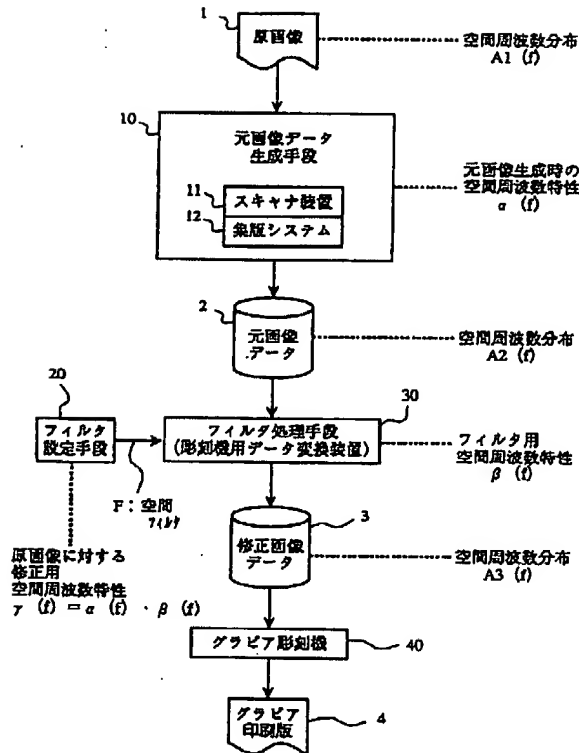 1
原画像
空間周波数分布
A1 (f)
10
元画像データ
生成手段
11
スキャナ装置
12
集版システム
元画像生成時の
空間周波数特性
α (f)
2
元画像
データ
空間周波数分布
A2 (f)
20
フィルタ
設定手段
30
フィルタ処理手段
(彫刻機用データ変換装置)
フィルタ用
空間周波数特性
β (f)
F:空間
フィルタ
3
修正画像
データ
空間周波数分布
A3 (f)
原画像に対する
修正用
空間周波数特性
γ (f) = α (f) · β (f)
グラビア彫刻機
40
グラビア
印刷版
4